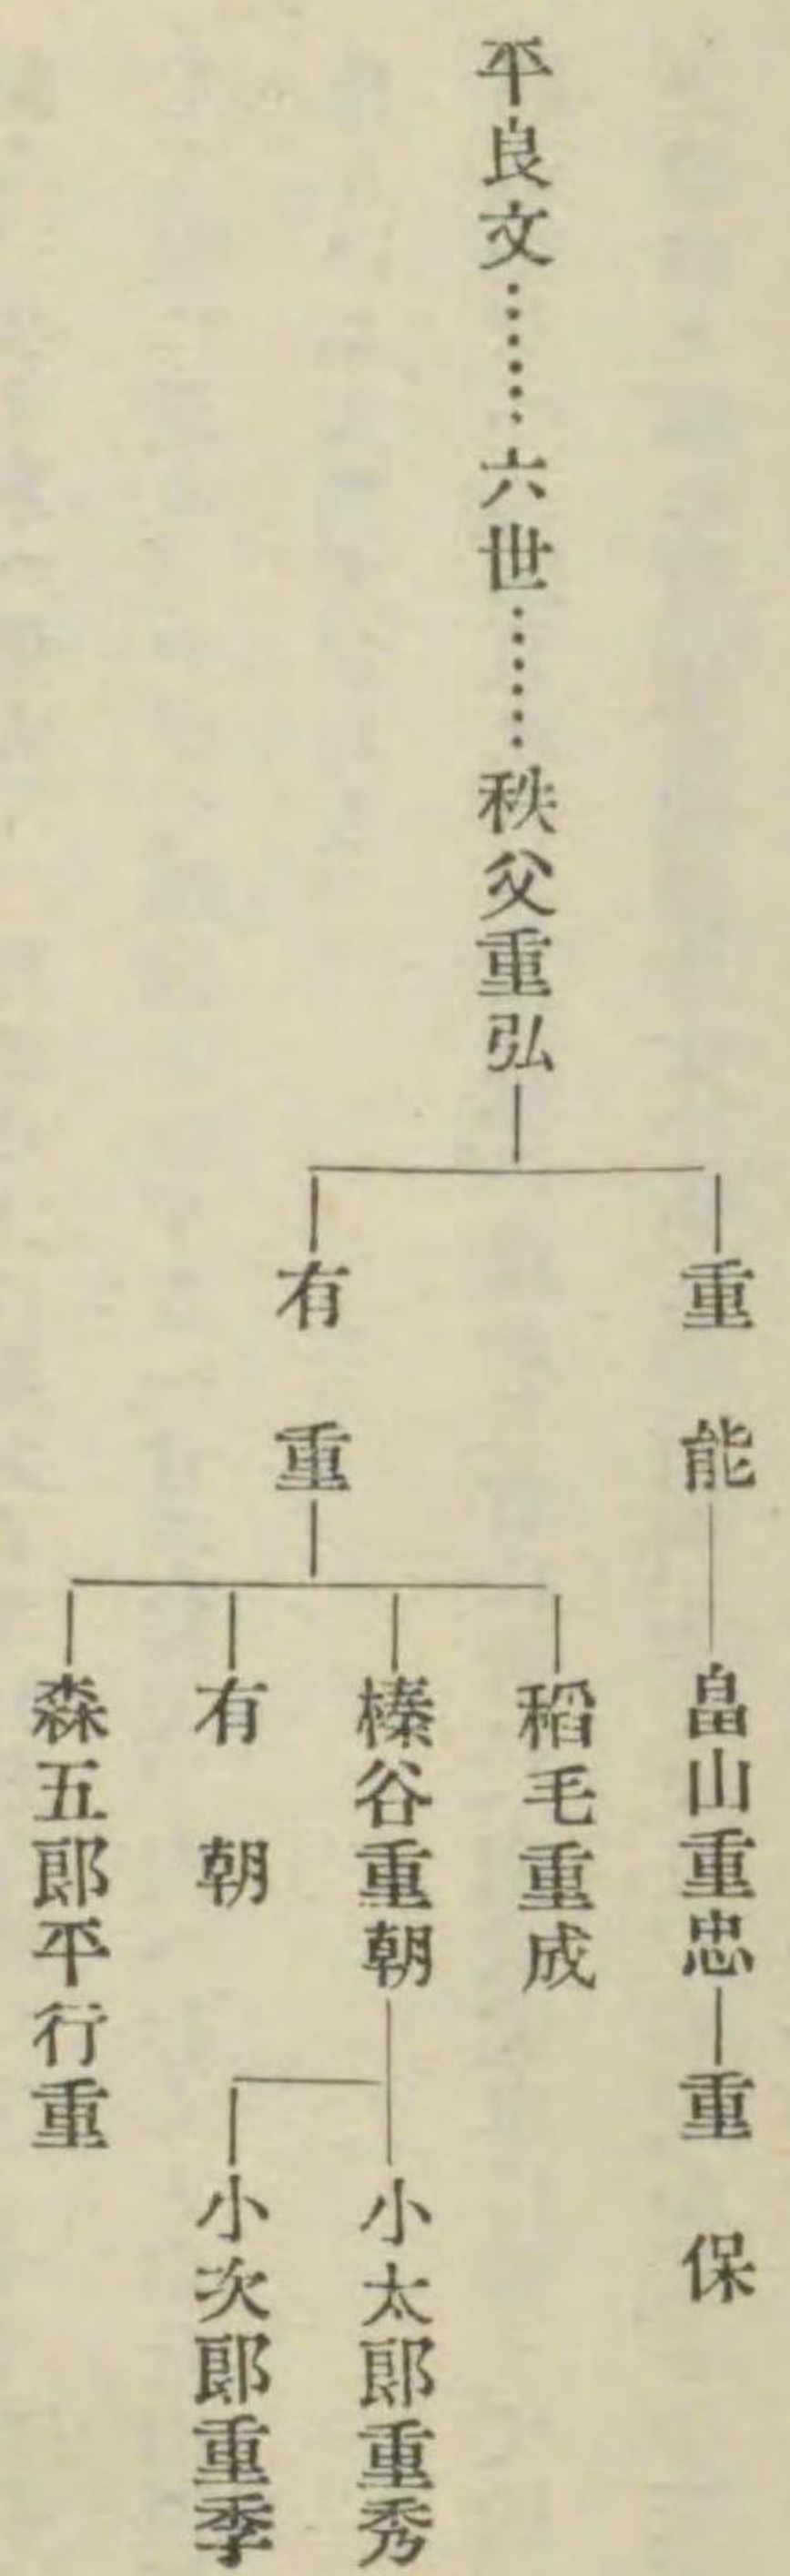 平良文……六世……秩父重弘
重能
畠山重忠
重保
有重
稻毛重成
榛谷重朝
小太郎重秀
小次郎重季
有朝
森五郎平行重